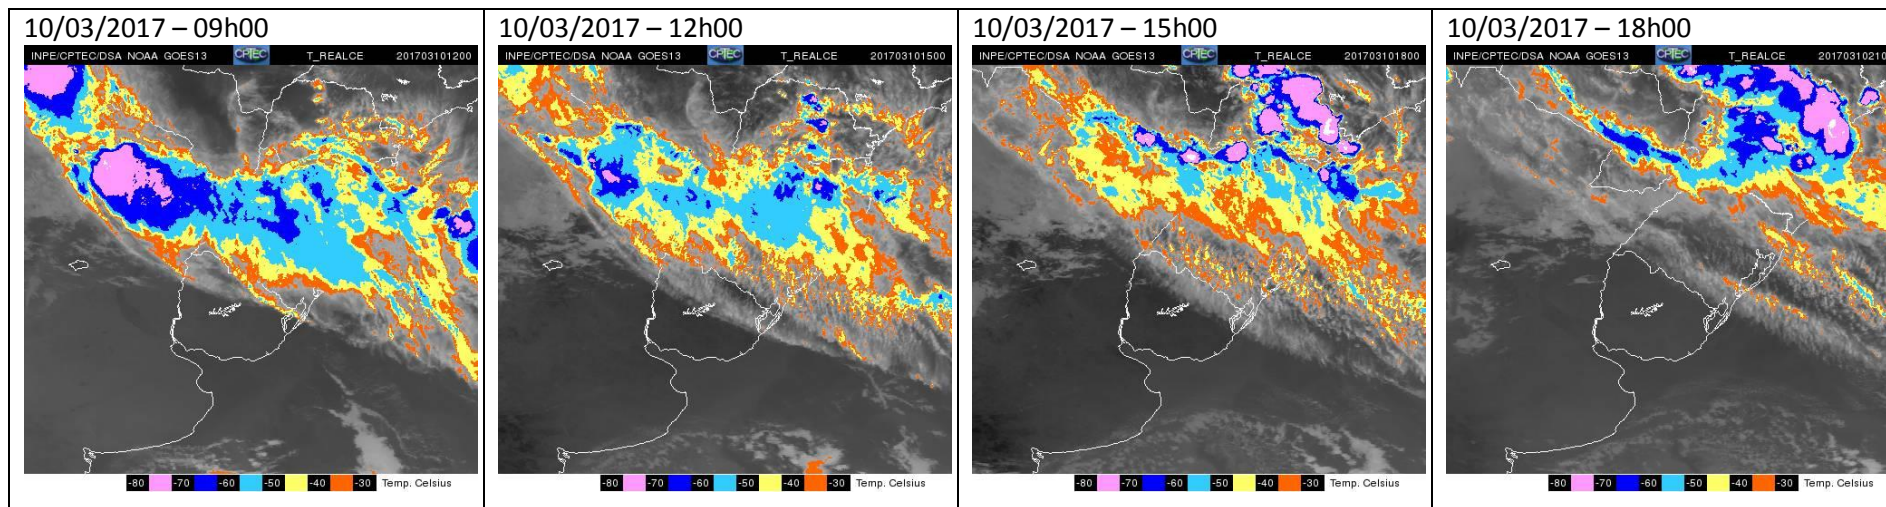 10/03/2017 – 09h00
INPE/CPTEC/DSA NOAA GOES13 CPTEC T_REALCE 201703101200
-80 -70 -60 -50 -40 -30 Temp. Celsius
10/03/2017 – 12h00
INPE/CPTEC/DSA NOAA GOES13 CPTEC T_REALCE 201703101500
-80 -70 -60 -50 -40 -30 Temp. Celsius
10/03/2017 – 15h00
INPE/CPTEC/DSA NOAA GOES13 CPTEC T_REALCE 201703101800
-80 -70 -60 -50 -40 -30 Temp. Celsius
10/03/2017 – 18h00
INPE/CPTEC/DSA NOAA GOES13 CPTEC T_REALCE 20170310210
-80 -70 -60 -50 -40 -30 Temp. Celsius